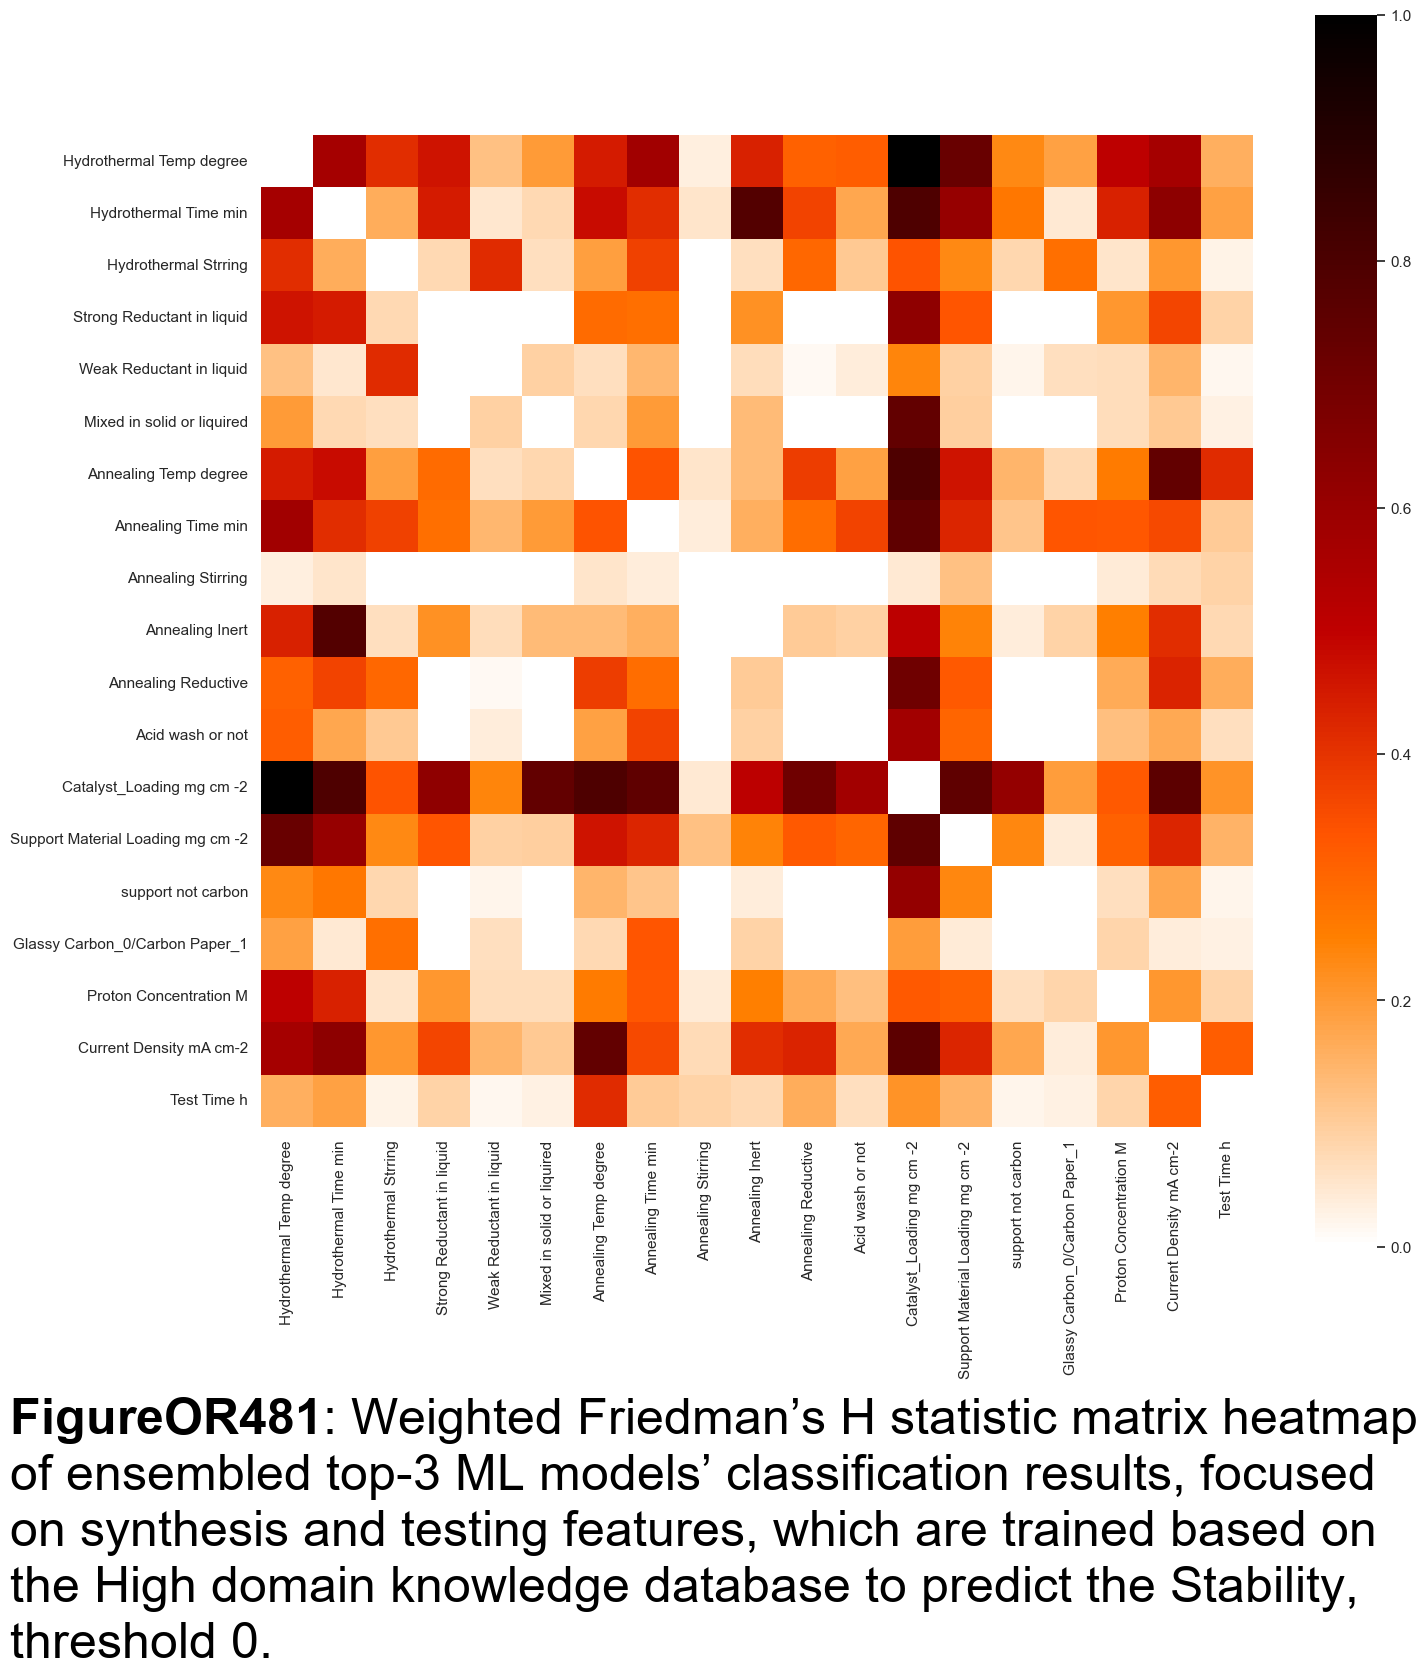 1.0
0.8
0.6
0.4
0.2
0.0
Hydrothermal Temp degree
Hydrothermal Time min
Hydrothermal Strring
Strong Reductant in liquid
Weak Reductant in liquid
Mixed in solid or liquired
Annealing Temp degree
Annealing Time min
Annealing Stirring
Annealing Inert
Annealing Reductive
Acid wash or not
Catalyst_Loading mg cm -2
Support Material Loading mg cm -2
support not carbon
Glassy Carbon_0/Carbon Paper_1
Proton Concentration M
Current Density mA cm-2
Test Time h
Hydrothermal Temp degree
Hydrothermal Time min
Hydrothermal Strring
Strong Reductant in liquid
Weak Reductant in liquid
Mixed in solid or liquired
Annealing Temp degree
Annealing Time min
Annealing Stirring
Annealing Inert
Annealing Reductive
Acid wash or not
Catalyst_Loading mg cm -2
Support Material Loading mg cm -2
support not carbon
Glassy Carbon_0/Carbon Paper_1
Proton Concentration M
Current Density mA cm-2
Test Time h
FigureOR481: Weighted Friedman’s H statistic matrix heatmap
of ensembled top-3 ML models’ classification results, focused
on synthesis and testing features, which are trained based on
the High domain knowledge database to predict the Stability,
threshold 0.